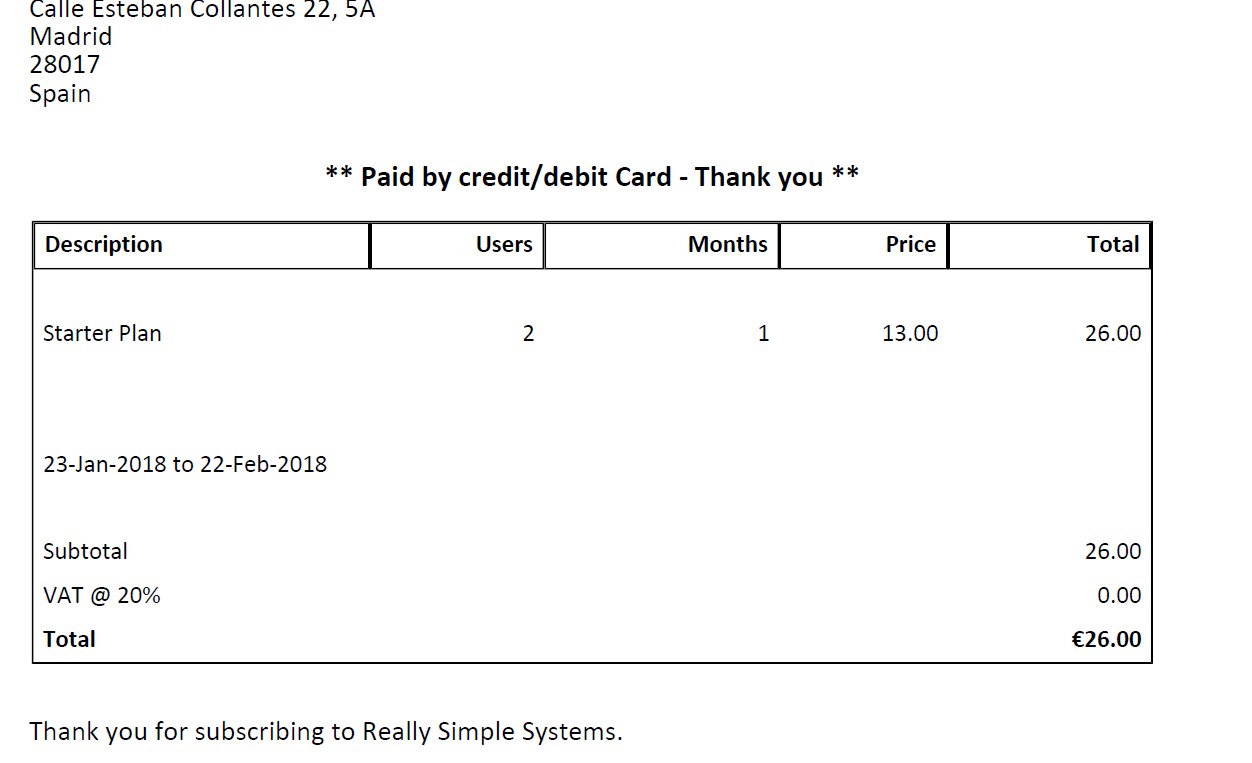 Calle Esteban Collantes 22, 5A
Madrid
28017
Spain
** Paid by credit/debit Card - Thank you **
Description Users Months Price Total
Starter Plan 2 1 13.00 26.00
23-Jan-2018 to 22-Feb-2018
Subtotal 26.00
VAT @ 20% 0.00
Total €26.00
Thank you for subscribing to Really Simple Systems.